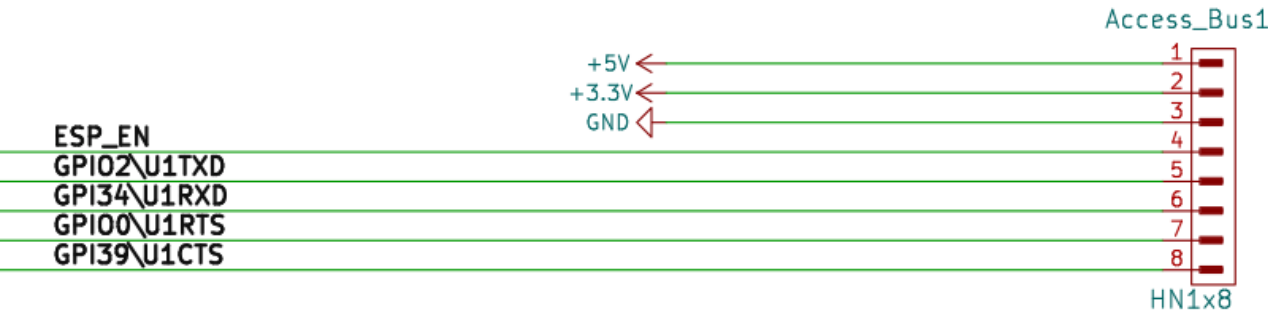 Access_Bus1
+5V 1
+3.3V 2
GND 3
ESP_EN 4
GPIO2\U1TXD 5
GPI34\U1RXD 6
GPIO0\U1RTS 7
GPI39\U1CTS 8
HN1x8